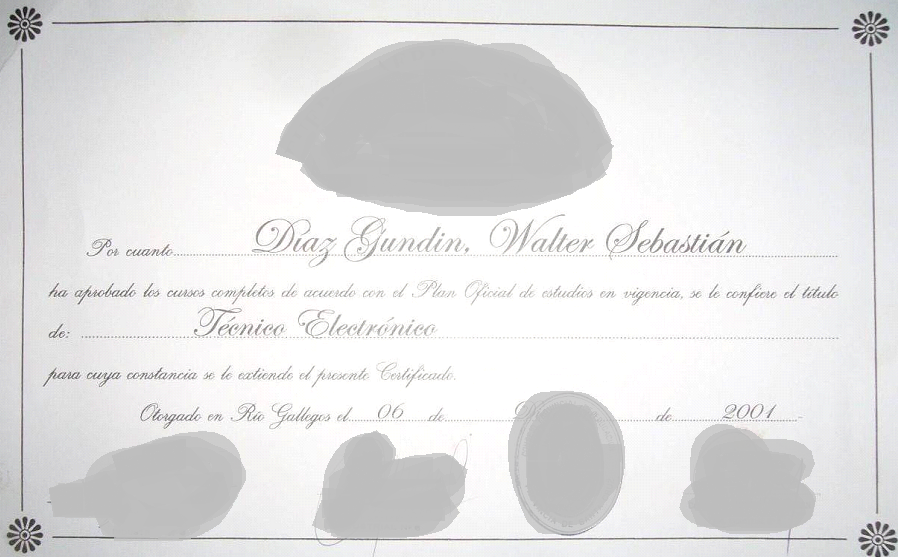 Por cuanto Díaz Gundin, Walter Sebastián
ha aprobado los cursos completos de acuerdo con el Plan Oficial de estudios en vigencia, se le confiere el título
de: Técnico Electrónico
para cuya constancia se le extiende el presente Certificado.
Otorgado en Río Gallegos el 06 de de 2001